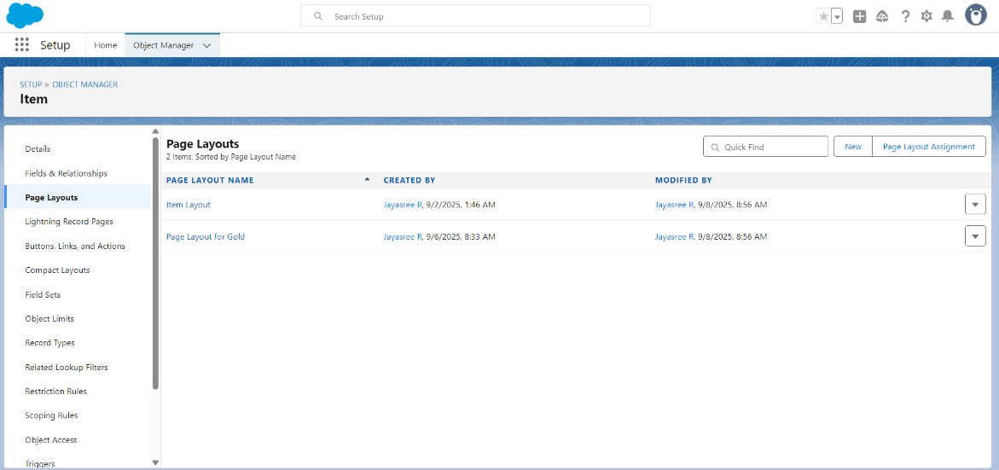 Search Setup
Setup
Home
Object Manager
SETUP > OBJECT MANAGER
Item
Details
Fields & Relationships
Page Layouts
Lightning Record Pages
Buttons, Links, and Actions
Compact Layouts
Field Sets
Object Limits
Record Types
Related Lookup Filters
Restriction Rules
Scoping Rules
Object Access
Triggers
Page Layouts
2 Items, Sorted by Page Layout Name
Quick Find
New
Page Layout Assignment
PAGE LAYOUT NAME CREATED BY MODIFIED BY
Item Layout Jayasree R, 9/2/2025, 1:46 AM Jayasree R, 9/8/2025, 8:56 AM
Page Layout for Gold Jayasree R, 9/6/2025, 8:33 AM Jayasree R, 9/8/2025, 8:56 AM